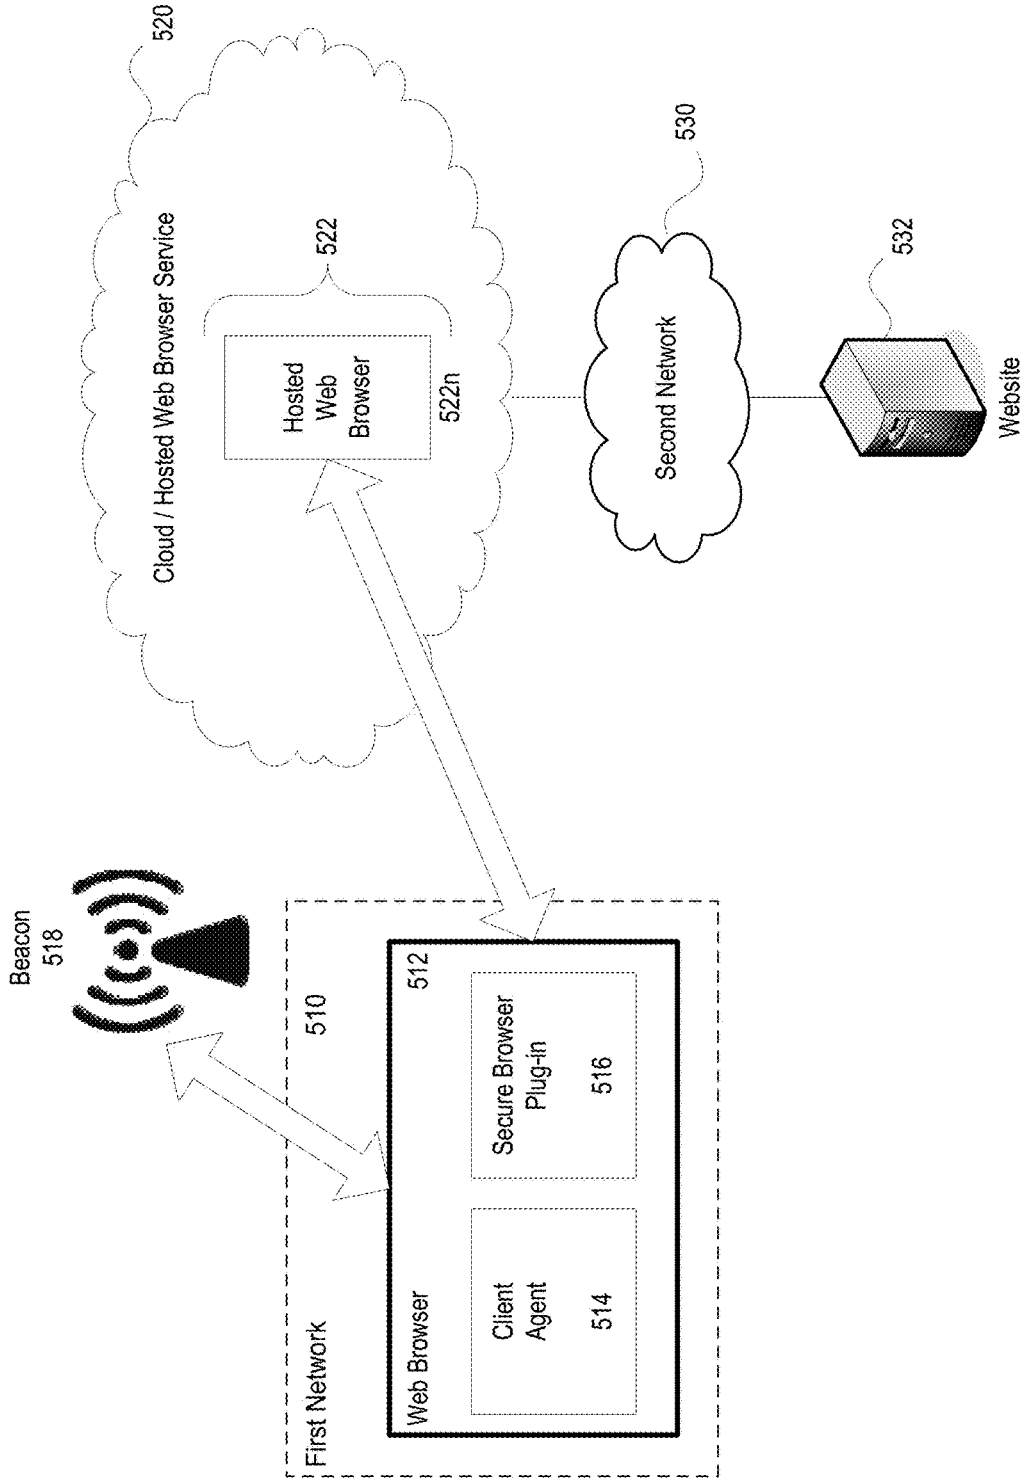 Beacon
518
First Network
510
Web Browser
512
Client
Agent
514
Secure Browser
Plug-in
516
Cloud / Hosted Web Browser Service
520
Hosted
Web
Browser
522n
522
Second Network
530
532
Website